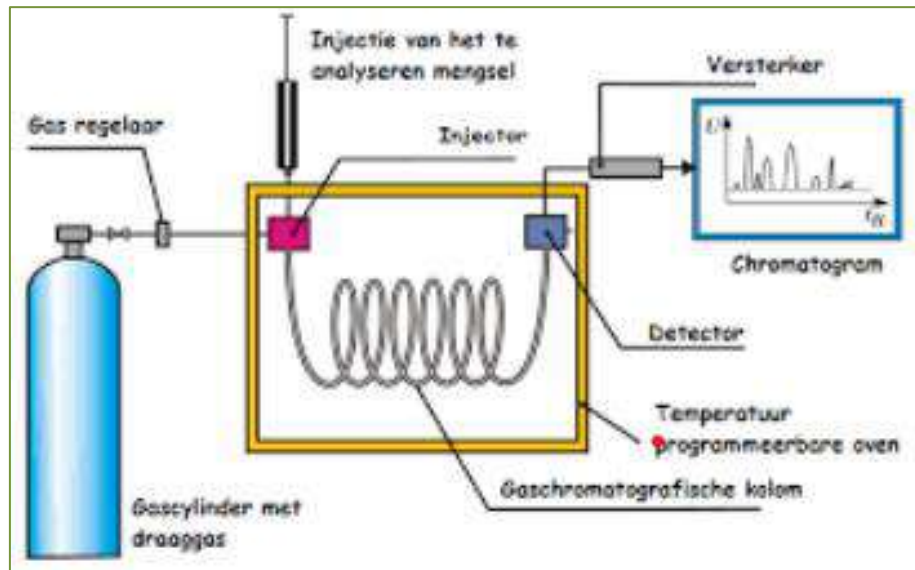 Injectie van het te
analyseren mengsel
Versterker
Gas regelaar
Injector
U
t_R
Chromatogram
Detector
Temperatuur
programmeerbare oven
Gaschromatografische kolom
Gascylinder met
draaggas